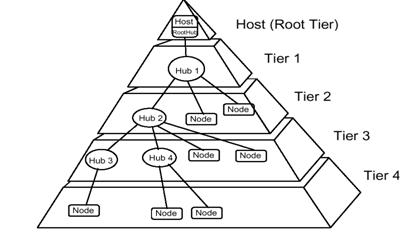 Host
RootHub
Host (Root Tier)
Hub 1
Tier 1
Hub 2
Node
Node
Tier 2
Hub 3
Hub 4
Node
Node
Tier 3
Node
Node
Node
Tier 4